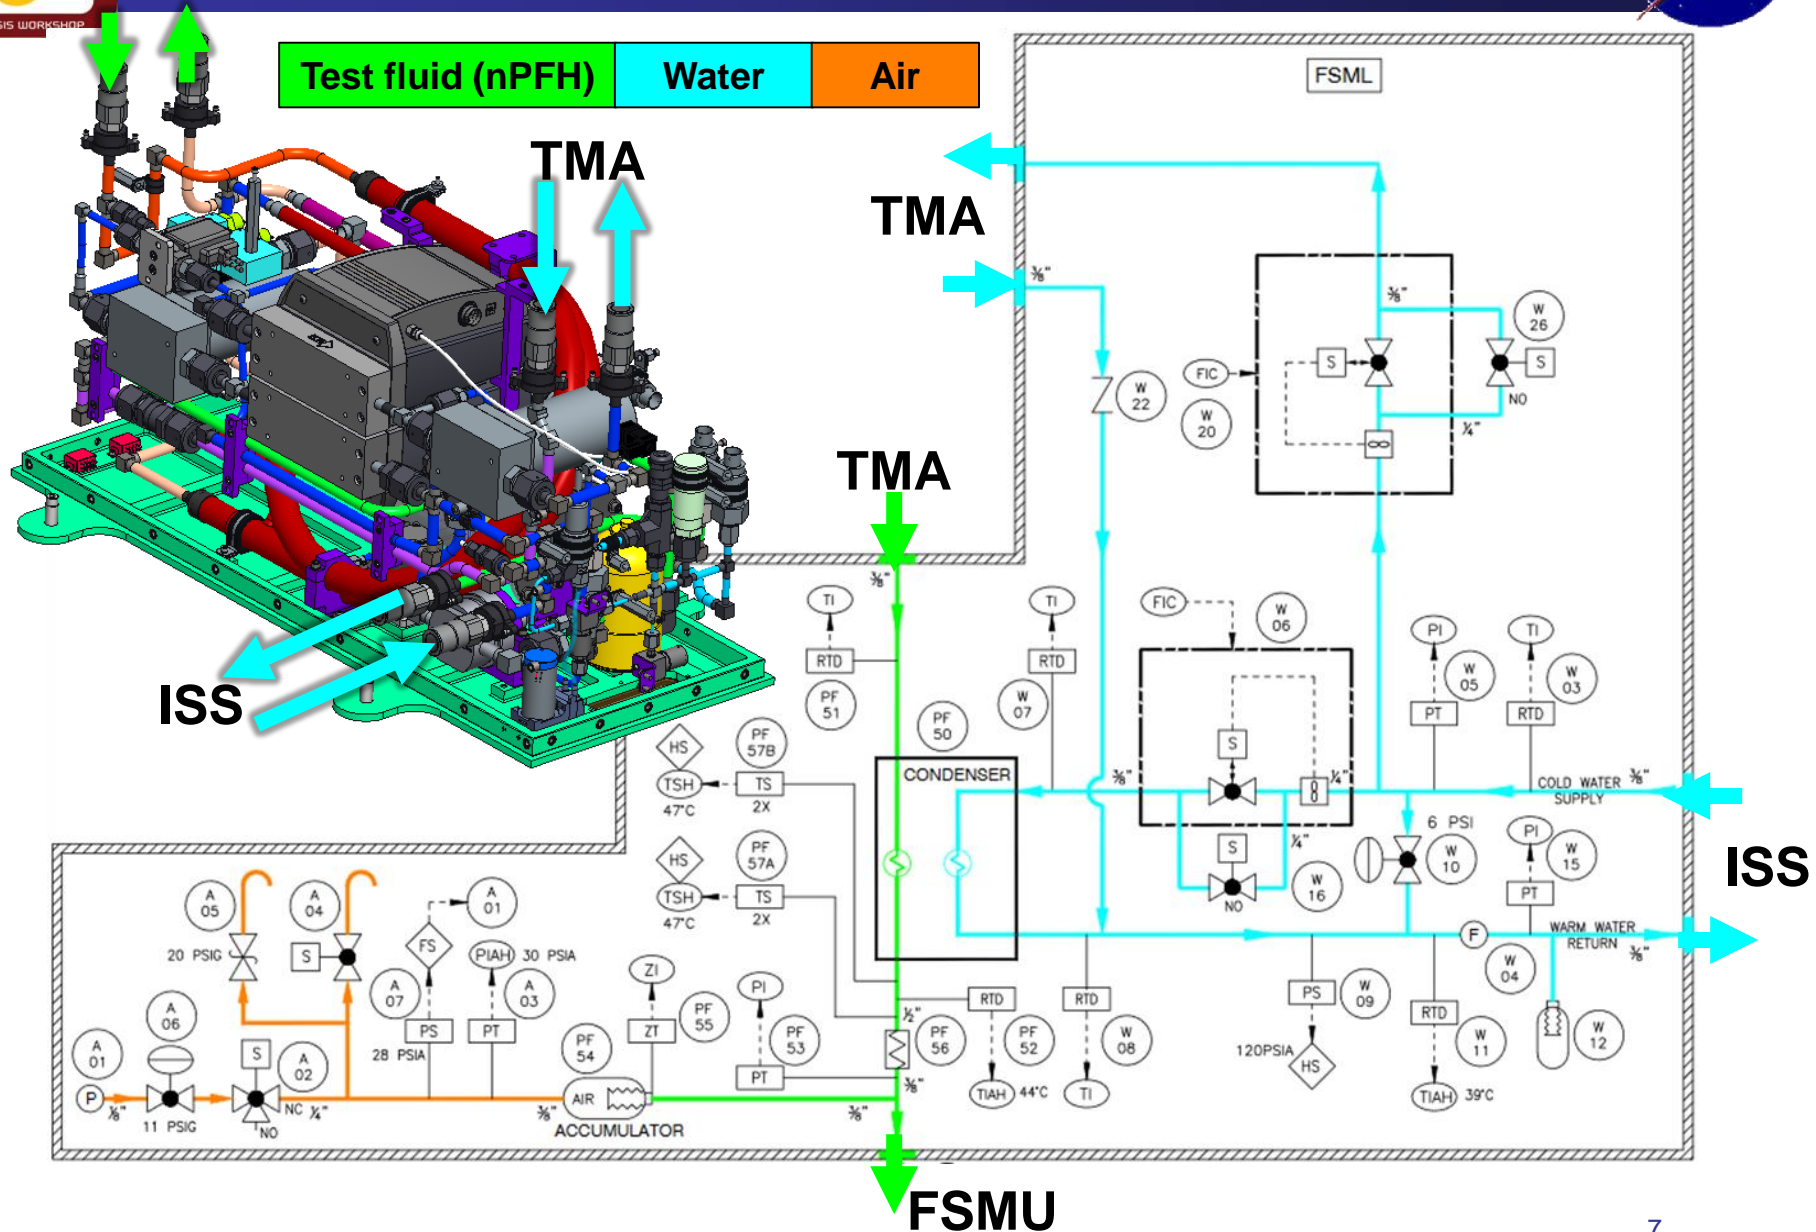 SIS WORKSHOP
Test fluid (nPFH)
Water
Air
FSML
TMA
TMA
TMA
ISS
ISS
FSMU
⅜"
W
22
FIC
W
20
⅜"
S
S
W
26
NO
¼"
⅜"
TI
RTD
PF
51
TI
RTD
W
07
FIC
W
06
PI
W
05
PT
TI
W
03
RTD
PF
50
CONDENSER
HS
PF
57B
TSH
TS
47°C
2X
HS
PF
57A
TSH
TS
47°C
2X
⅜"
S
¼"
COLD WATER
SUPPLY
⅜"
6 PSI
W
10
PI
W
15
PT
S
¼"
NO
W
16
F
WARM WATER
RETURN
⅜"
W
04
A
05
A
04
20 PSIG
S
A
01
FS
PIAH
30 PSIA
A
07
A
03
PS
PT
28 PSIA
ZI
ZT
PF
55
PI
PF
53
PT
½"
PF
56
RTD
PF
52
TIAH
44°C
RTD
W
08
TI
PS
W
09
120PSIA
HS
RTD
W
11
TIAH
39°C
W
12
A
01
A
06
S
A
02
P
⅛"
11 PSIG
NC
¼"
NO
⅜"
PF
54
AIR
ACCUMULATOR
⅜"
⅜"
7